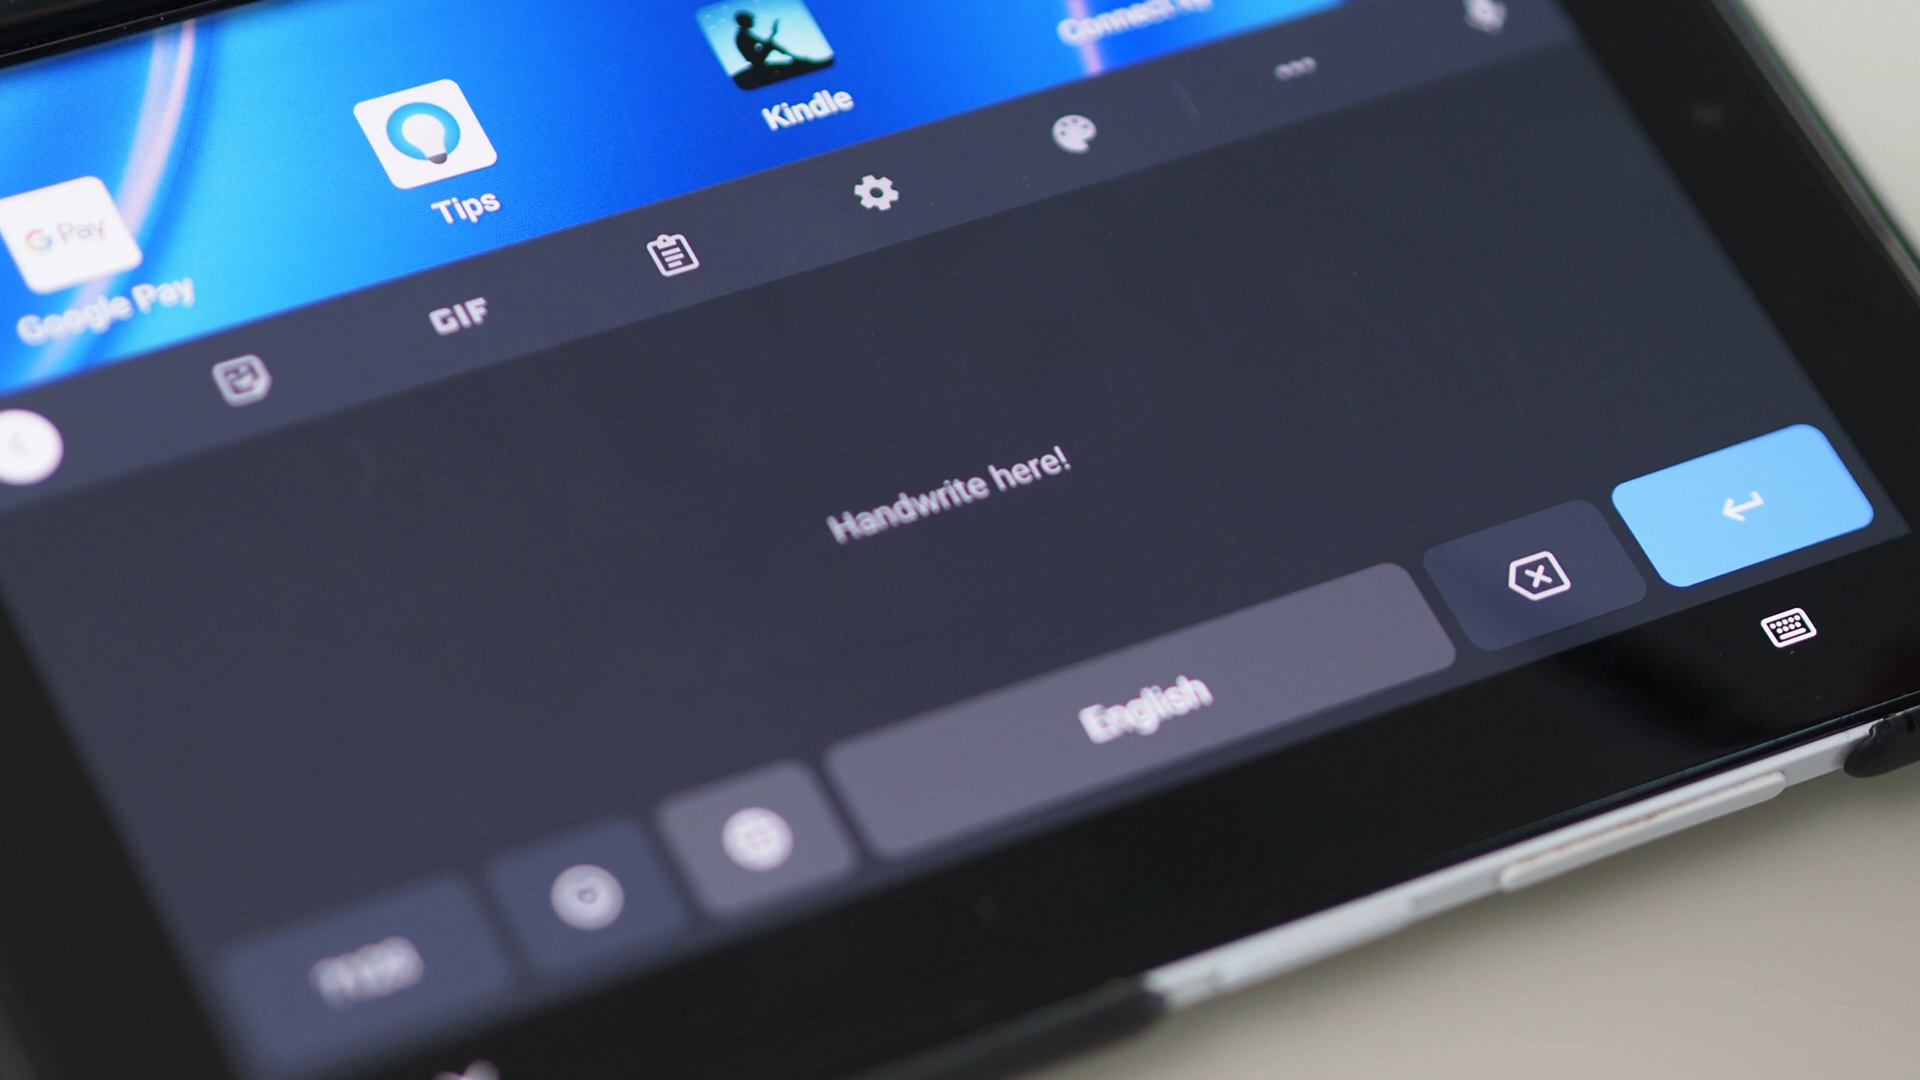 Kindle
Tips
G Pay
Google Pay
GIF
Handwrite here!
English